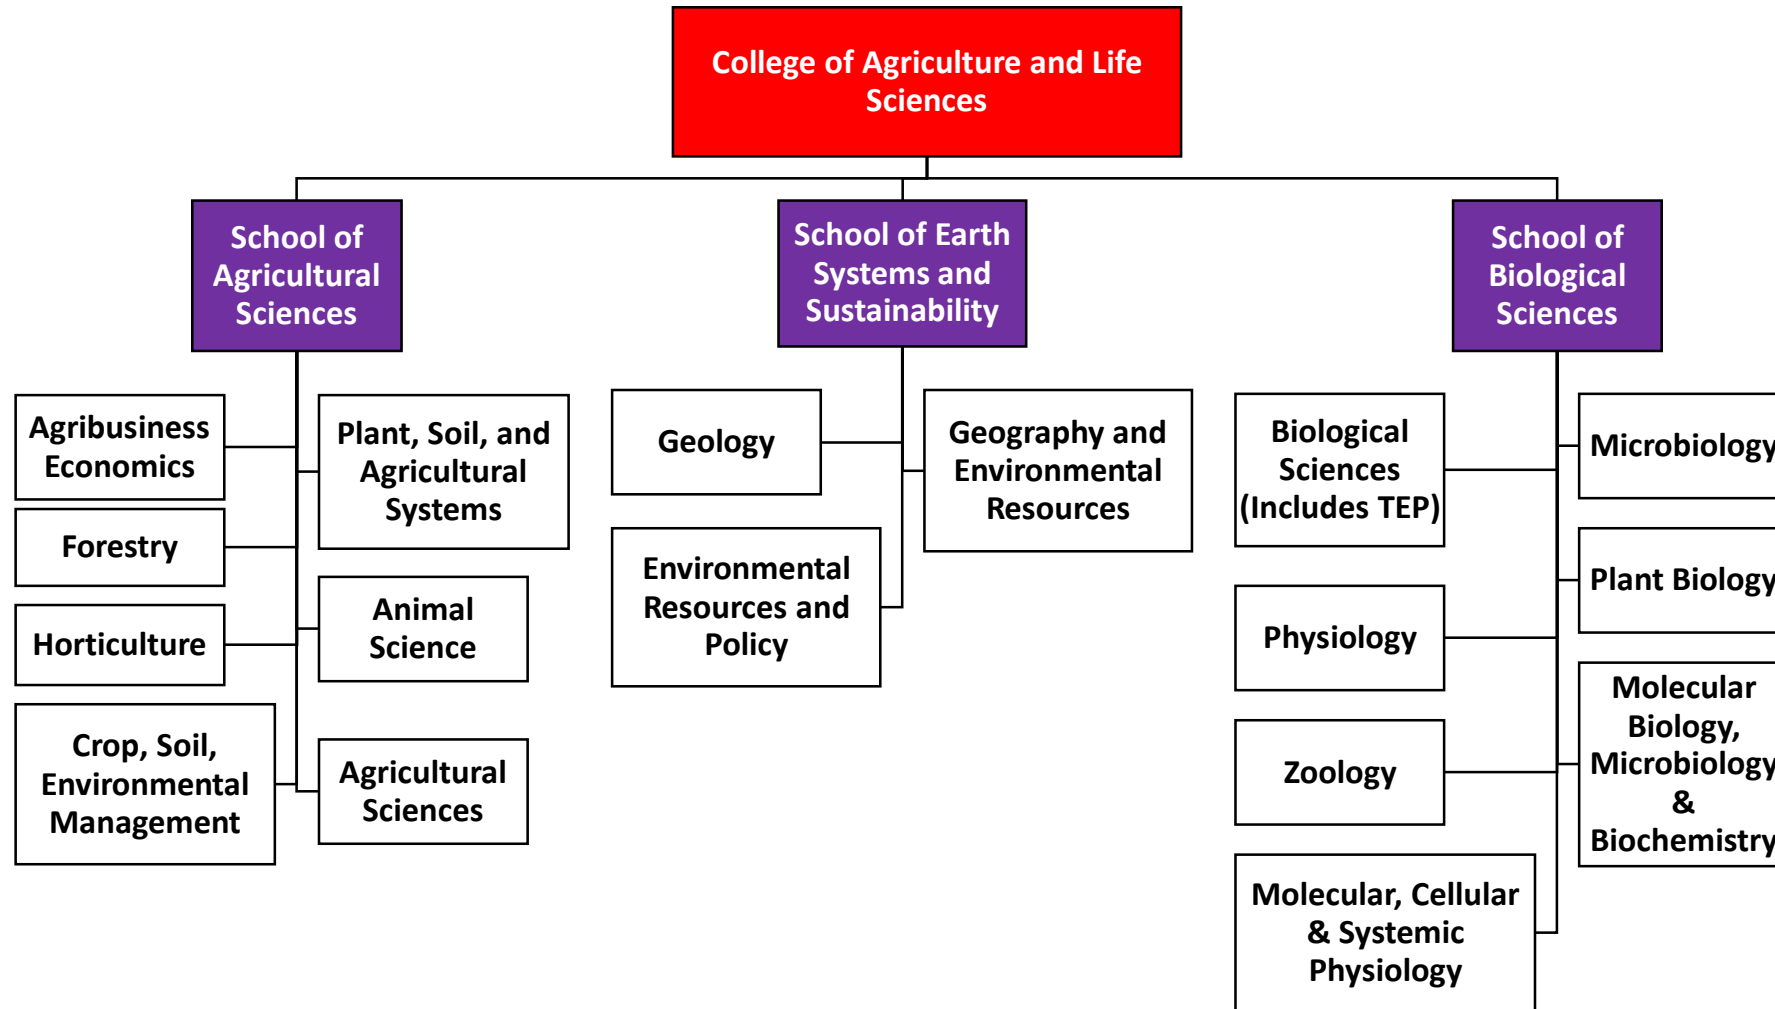 College of Agriculture and Life
Sciences
School of
Agricultural
Sciences
Agribusiness
Economics
Plant, Soil, and
Agricultural
Systems
Forestry
Animal
Science
Horticulture
Crop, Soil,
Environmental
Management
Agricultural
Sciences
School of Earth
Systems and
Sustainability
Geology
Geography and
Environmental
Resources
Environmental
Resources and
Policy
School of
Biological
Sciences
Biological
Sciences
(Includes TEP)
Microbiology
Plant Biology
Physiology
Molecular
Biology,
Microbiology
&
Biochemistry
Zoology
Molecular, Cellular
& Systemic
Physiology